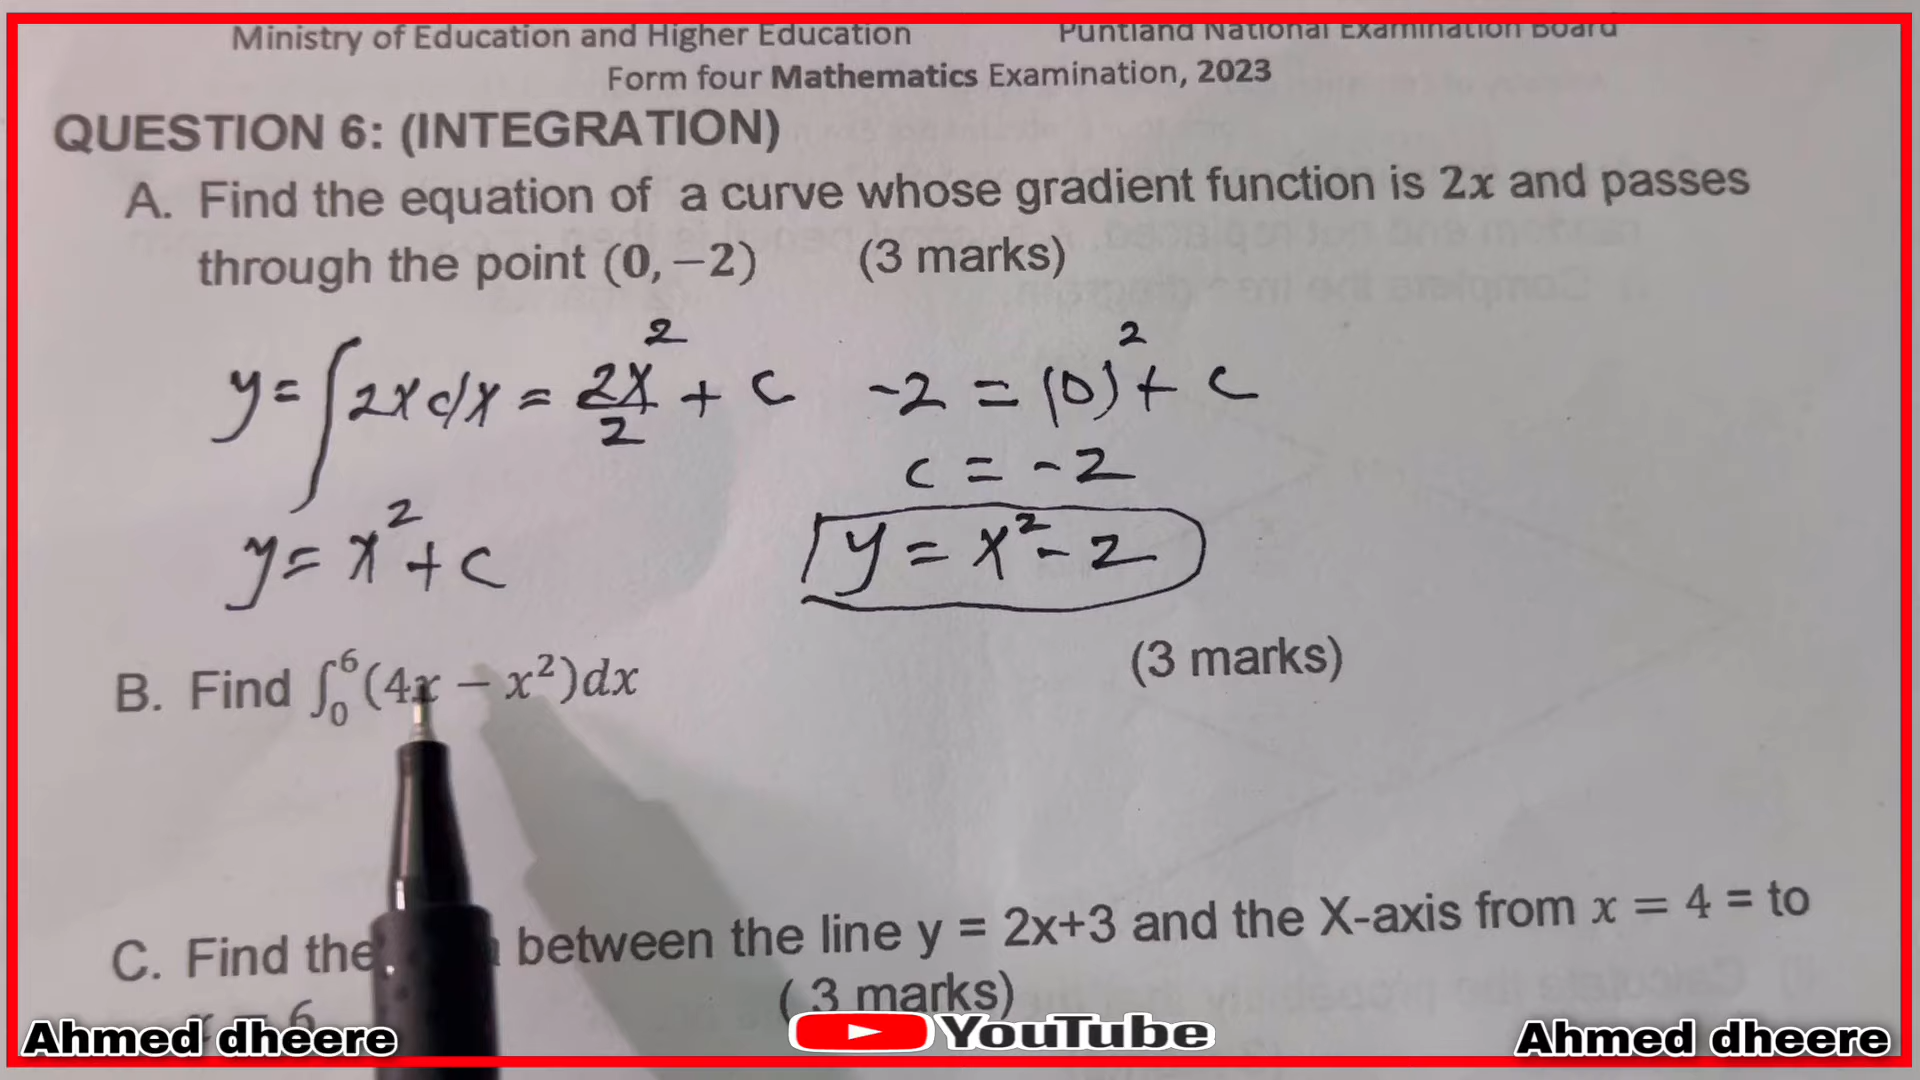 Ministry of Education and Higher Education Puntland National Examination Board
Form four Mathematics Examination, 2023
QUESTION 6: (INTEGRATION)
A. Find the equation of a curve whose gradient function is 2x and passes
through the point (0, −2) (3 marks)
y = ∫ 2x dx = 2x²/2 + c -2 = (0)² + c
c = -2
y = x² + c y = x² - 2
B. Find ∫₀⁶(4x − x²)dx (3 marks)
C. Find the between the line y = 2x+3 and the X-axis from x = 4 = to
6 ( 3 marks)
Ahmed dheere YouTube Ahmed dheere